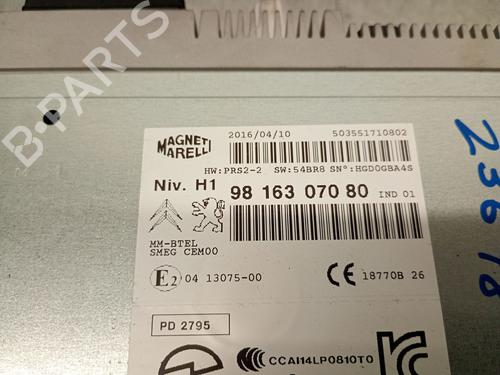 B-PARTS
MAGNETI
MARELLI
2016/04/10 503551710802
HW:PRS2-2 SW:54BR8 SN°:HGD0GBA4S
Niv. H1 98 163 070 80 IND 01
MM-BTEL
SMEG CEM00
E2 04 13075-00 CE 18770B 26
PD 2795
CCAI14LP0810T0
23678